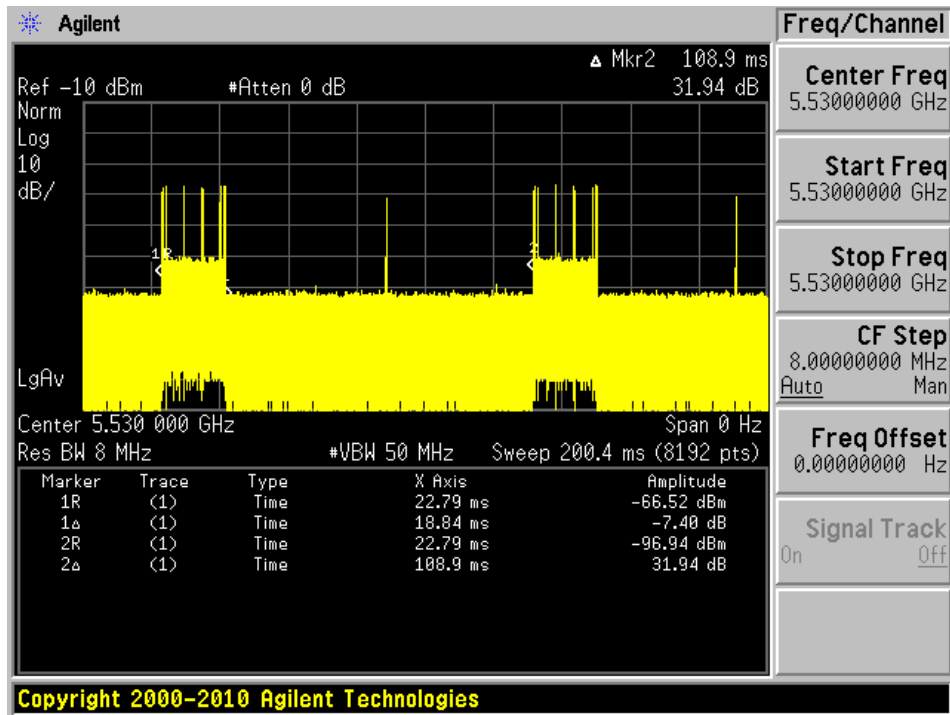 Agilent
Freq/Channel
Δ Mkr2 108.9 ms
Ref -10 dBm #Atten 0 dB 31.94 dB
Norm
Log
10
dB/
1R
2
LgAv
Center 5.530 000 GHz Span 0 Hz
Res BW 8 MHz #VBW 50 MHz Sweep 200.4 ms (8192 pts)
Marker Trace Type X Axis Amplitude
1R (1) Time 22.79 ms -66.52 dBm
1Δ (1) Time 18.84 ms -7.40 dB
2R (1) Time 22.79 ms -96.94 dBm
2Δ (1) Time 108.9 ms 31.94 dB
Center Freq
5.53000000 GHz
Start Freq
5.53000000 GHz
Stop Freq
5.53000000 GHz
CF Step
8.00000000 MHz
Auto Man
Freq Offset
0.00000000 Hz
Signal Track
On Off
Copyright 2000-2010 Agilent Technologies